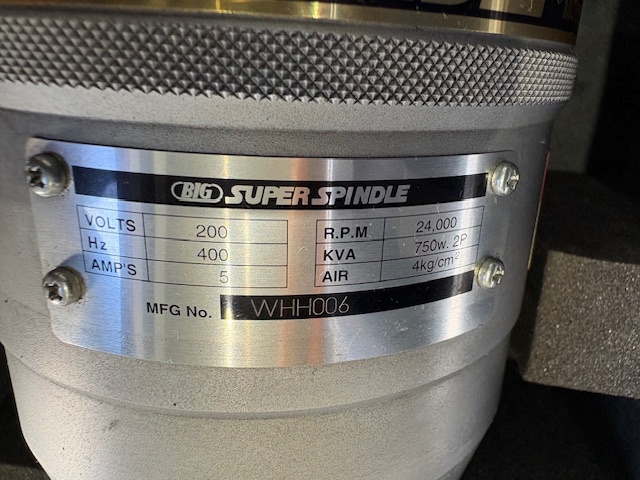 BIG SUPER SPINDLE
VOLTS 200
Hz 400
AMP'S 5
R.P.M 24,000
KVA 750w. 2P
AIR 4kg/cm²
MFG No. WHH006